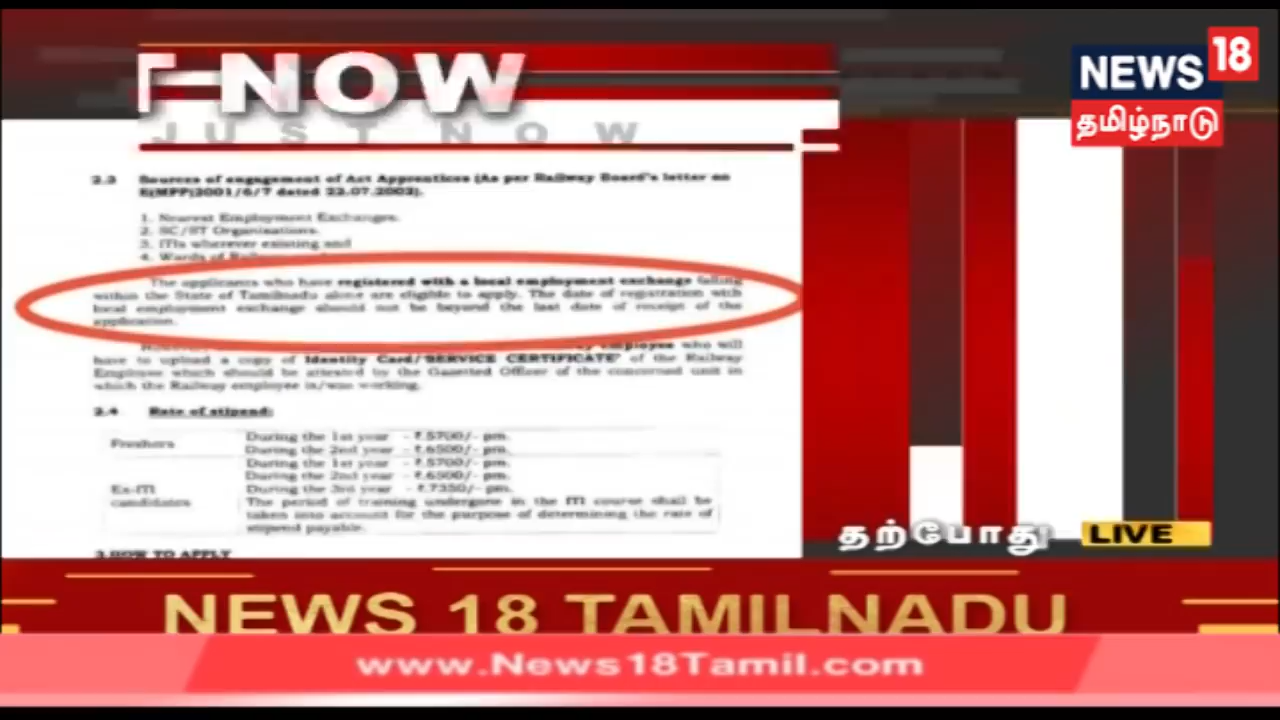 NOW
JUST NOW
NEWS 18
தமிழ்நாடு
2.3 Sources of engagement of Act Apprentices (As per Railway Board's letter on
E(MPP)2001/6/7 dated 22.07.2003).
1. Nearest Employment Exchanges.
2. SC/ST Organisations.
3. ITIs wherever existing and
4. Wards of
The applicants who have registered with a local employment exchange falling
within the State of Tamilnadu alone are eligible to apply. The date of registration with
local employment exchange should not be beyond the last date of receipt of the
application.
employee who will
have to upload a copy of Identity Card/'SERVICE CERTIFICATE' of the Railway
Employee which should be attested by the Gazetted Officer of the concerned unit in
which the Railway employee is/was working.
2.4 Rate of stipend:
Freshers
During the 1st year - ₹.5700/- pm.
During the 2nd year - ₹.6500/- pm.
Ex-ITI
candidates
During the 1st year - ₹.5700/- pm.
During the 2nd year - ₹.6500/- pm.
During the 3rd year - ₹.7350/- pm.
The period of training undergone in the ITI course shall be
taken into account for the purpose of determining the rate of
stipend payable.
3.HOW TO APPLY
தற்போது LIVE
NEWS 18 TAMILNADU
www.News18Tamil.com